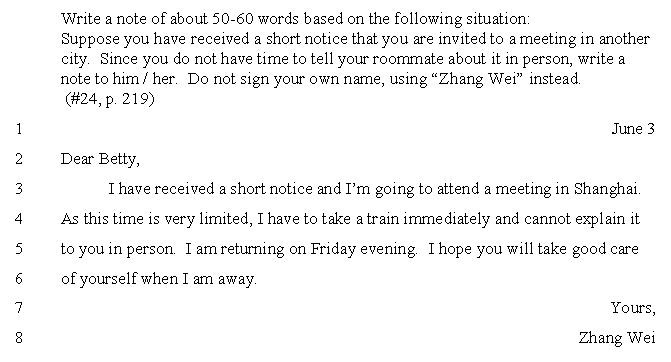 Write a note of about 50-60 words based on the following situation:
Suppose you have received a short notice that you are invited to a meeting in another
city.  Since you do not have time to tell your roommate about it in person, write a
note to him / her.  Do not sign your own name, using “Zhang Wei” instead.
(#24, p. 219)
1 June 3
2 Dear Betty,
3 I have received a short notice and I’m going to attend a meeting in Shanghai.
4 As this time is very limited, I have to take a train immediately and cannot explain it
5 to you in person.  I am returning on Friday evening.  I hope you will take good care
6 of yourself when I am away.
7 Yours,
8 Zhang Wei